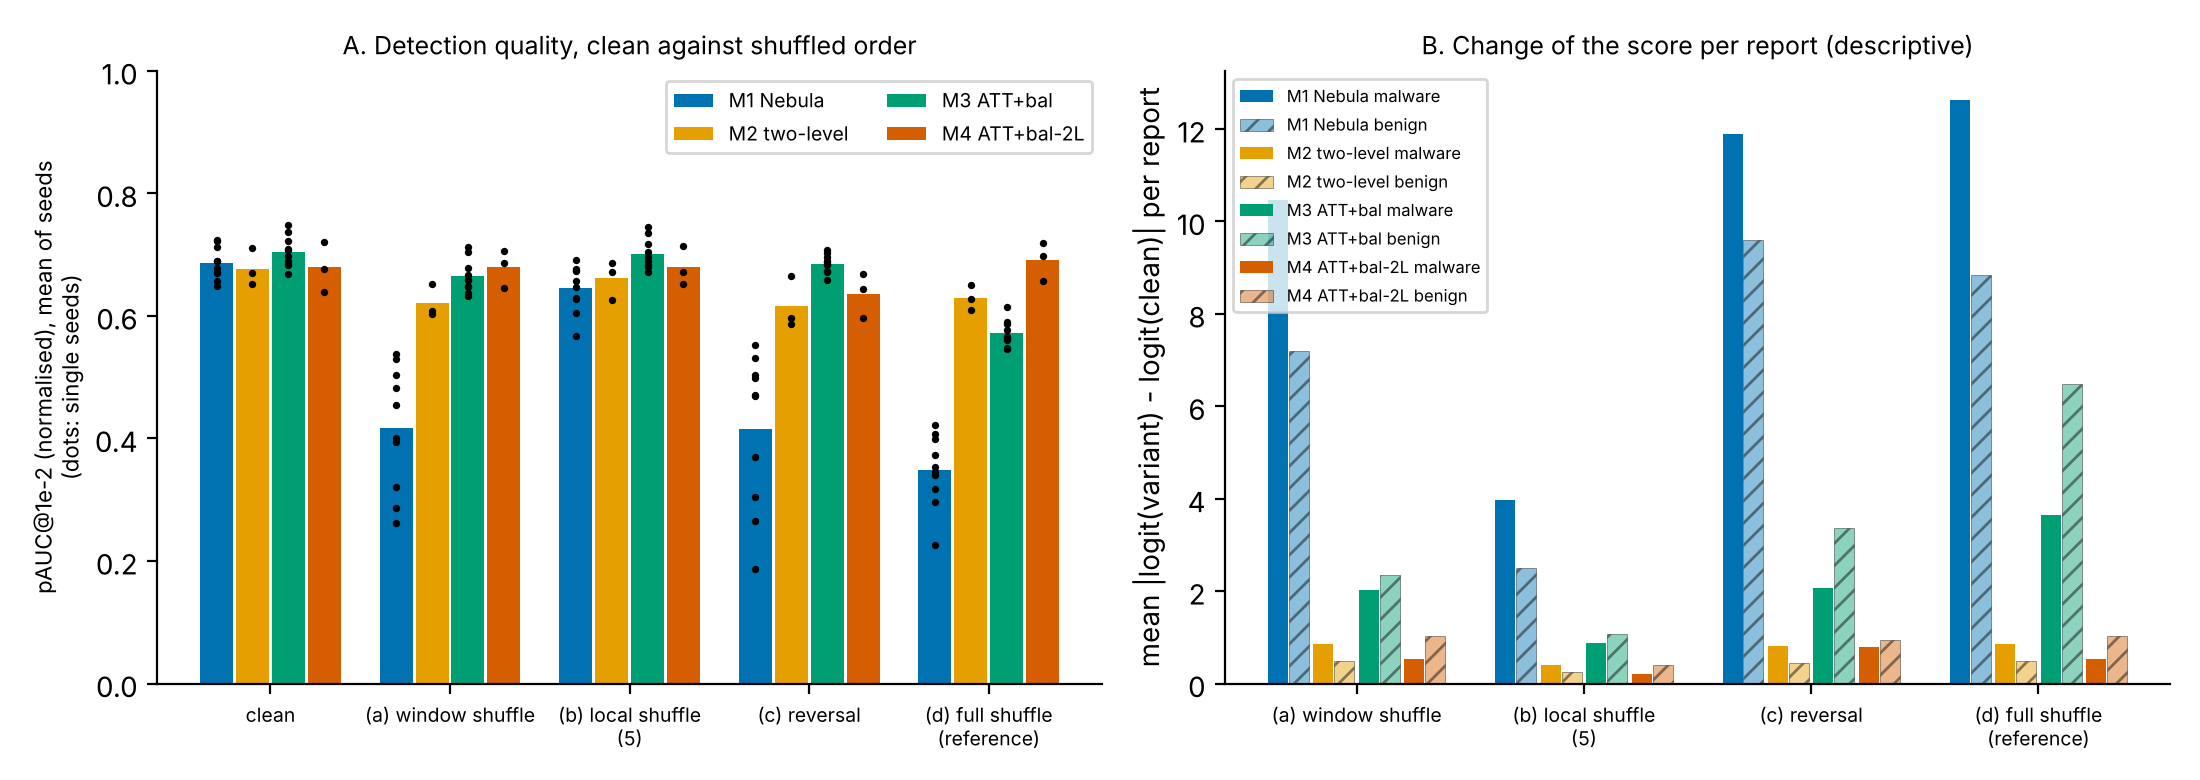 A. Detection quality, clean against shuffled order
pAUC@1e-2 (normalised), mean of seeds
(dots: single seeds)
1.0
0.8
0.6
0.4
0.2
0.0
M1 Nebula
M2 two-level
M3 ATT+bal
M4 ATT+bal-2L
clean
(a) window shuffle
(b) local shuffle
(5)
(c) reversal
(d) full shuffle
(reference)
B. Change of the score per report (descriptive)
mean |logit(variant) - logit(clean)| per report
12
10
8
6
4
2
0
M1 Nebula malware
M1 Nebula benign
M2 two-level malware
M2 two-level benign
M3 ATT+bal malware
M3 ATT+bal benign
M4 ATT+bal-2L malware
M4 ATT+bal-2L benign
(a) window shuffle
(b) local shuffle
(5)
(c) reversal
(d) full shuffle
(reference)